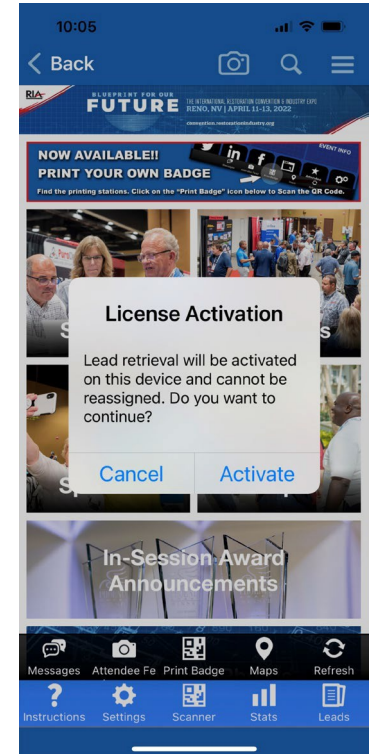 10:05
Back
RIA
BLUEPRINT FOR OUR
FUTURE
THE INTERNATIONAL RESTORATION CONVENTION & INDUSTRY EXPO
RENO, NV | APRIL 11-13, 2022
convention.restorationindustry.org
NOW AVAILABLE!!
PRINT YOUR OWN BADGE
EVENT INFO
Find the printing stations. Click on the "Print Badge" icon below to Scan the QR Code.
License Activation
Lead retrieval will be activated
on this device and cannot be
reassigned. Do you want to
continue?
Cancel
Activate
In-Session Award
Announcements
Messages
Attendee Fe
Print Badge
Maps
Refresh
Instructions
Settings
Scanner
Stats
Leads